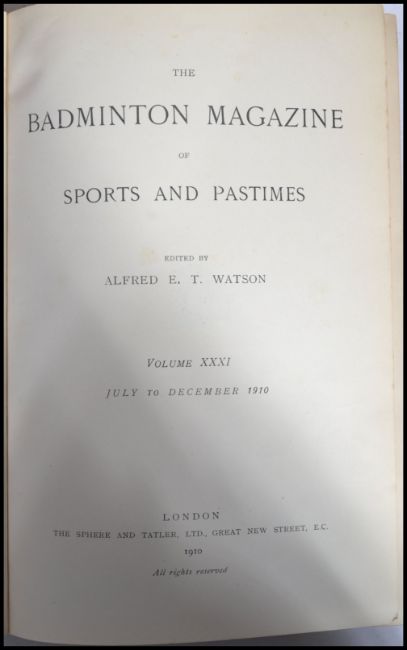 THE
BADMINTON MAGAZINE
OF
SPORTS AND PASTIMES
EDITED BY
ALFRED E. T. WATSON
VOLUME XXXI
JULY TO DECEMBER 1910
LONDON
THE SPHERE AND TATLER, LTD., GREAT NEW STREET, E.C.
1910
All rights reserved